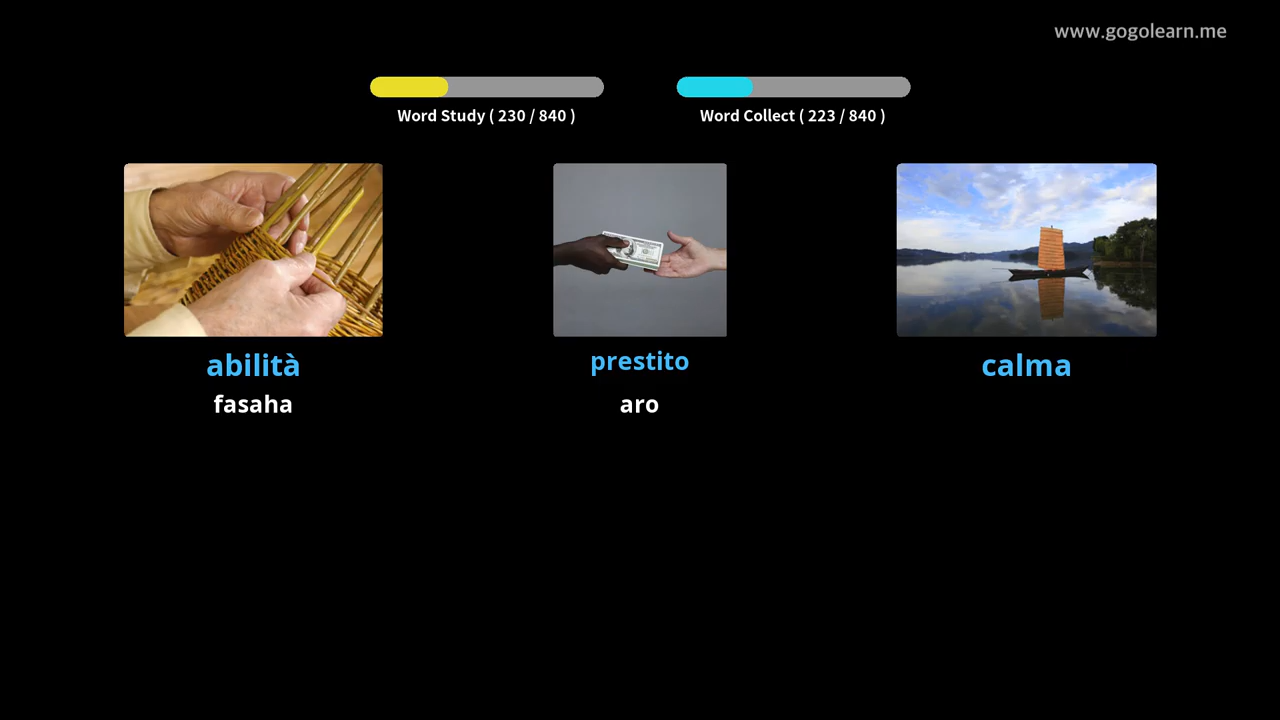 www.gogolearn.me
Word Study ( 230 / 840 )
Word Collect ( 223 / 840 )
abilità
prestito
calma
fasaha
aro